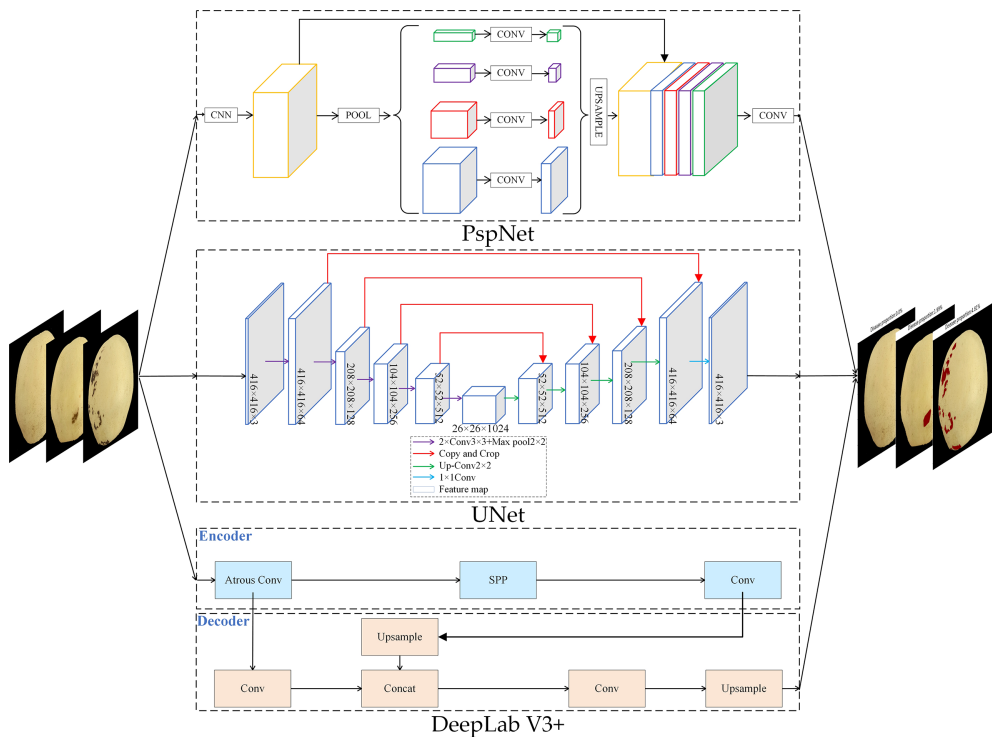 CONV
CONV
CNN
POOL
CONV
CONV
UPSAMPLE
CONV
PspNet
416×416×3
416×416×64
208×208×128
104×104×256
52×52×512
26×26×1024
52×52×512
104×104×256
208×208×128
416×416×64
416×416×3
2×Conv3×3+Max pool2×2
Copy and Crop
Up-Conv2×2
1×1Conv
Feature map
UNet
Encoder
Atrous Conv
SPP
Conv
Decoder
Upsample
Conv
Concat
Conv
Upsample
DeepLab V3+